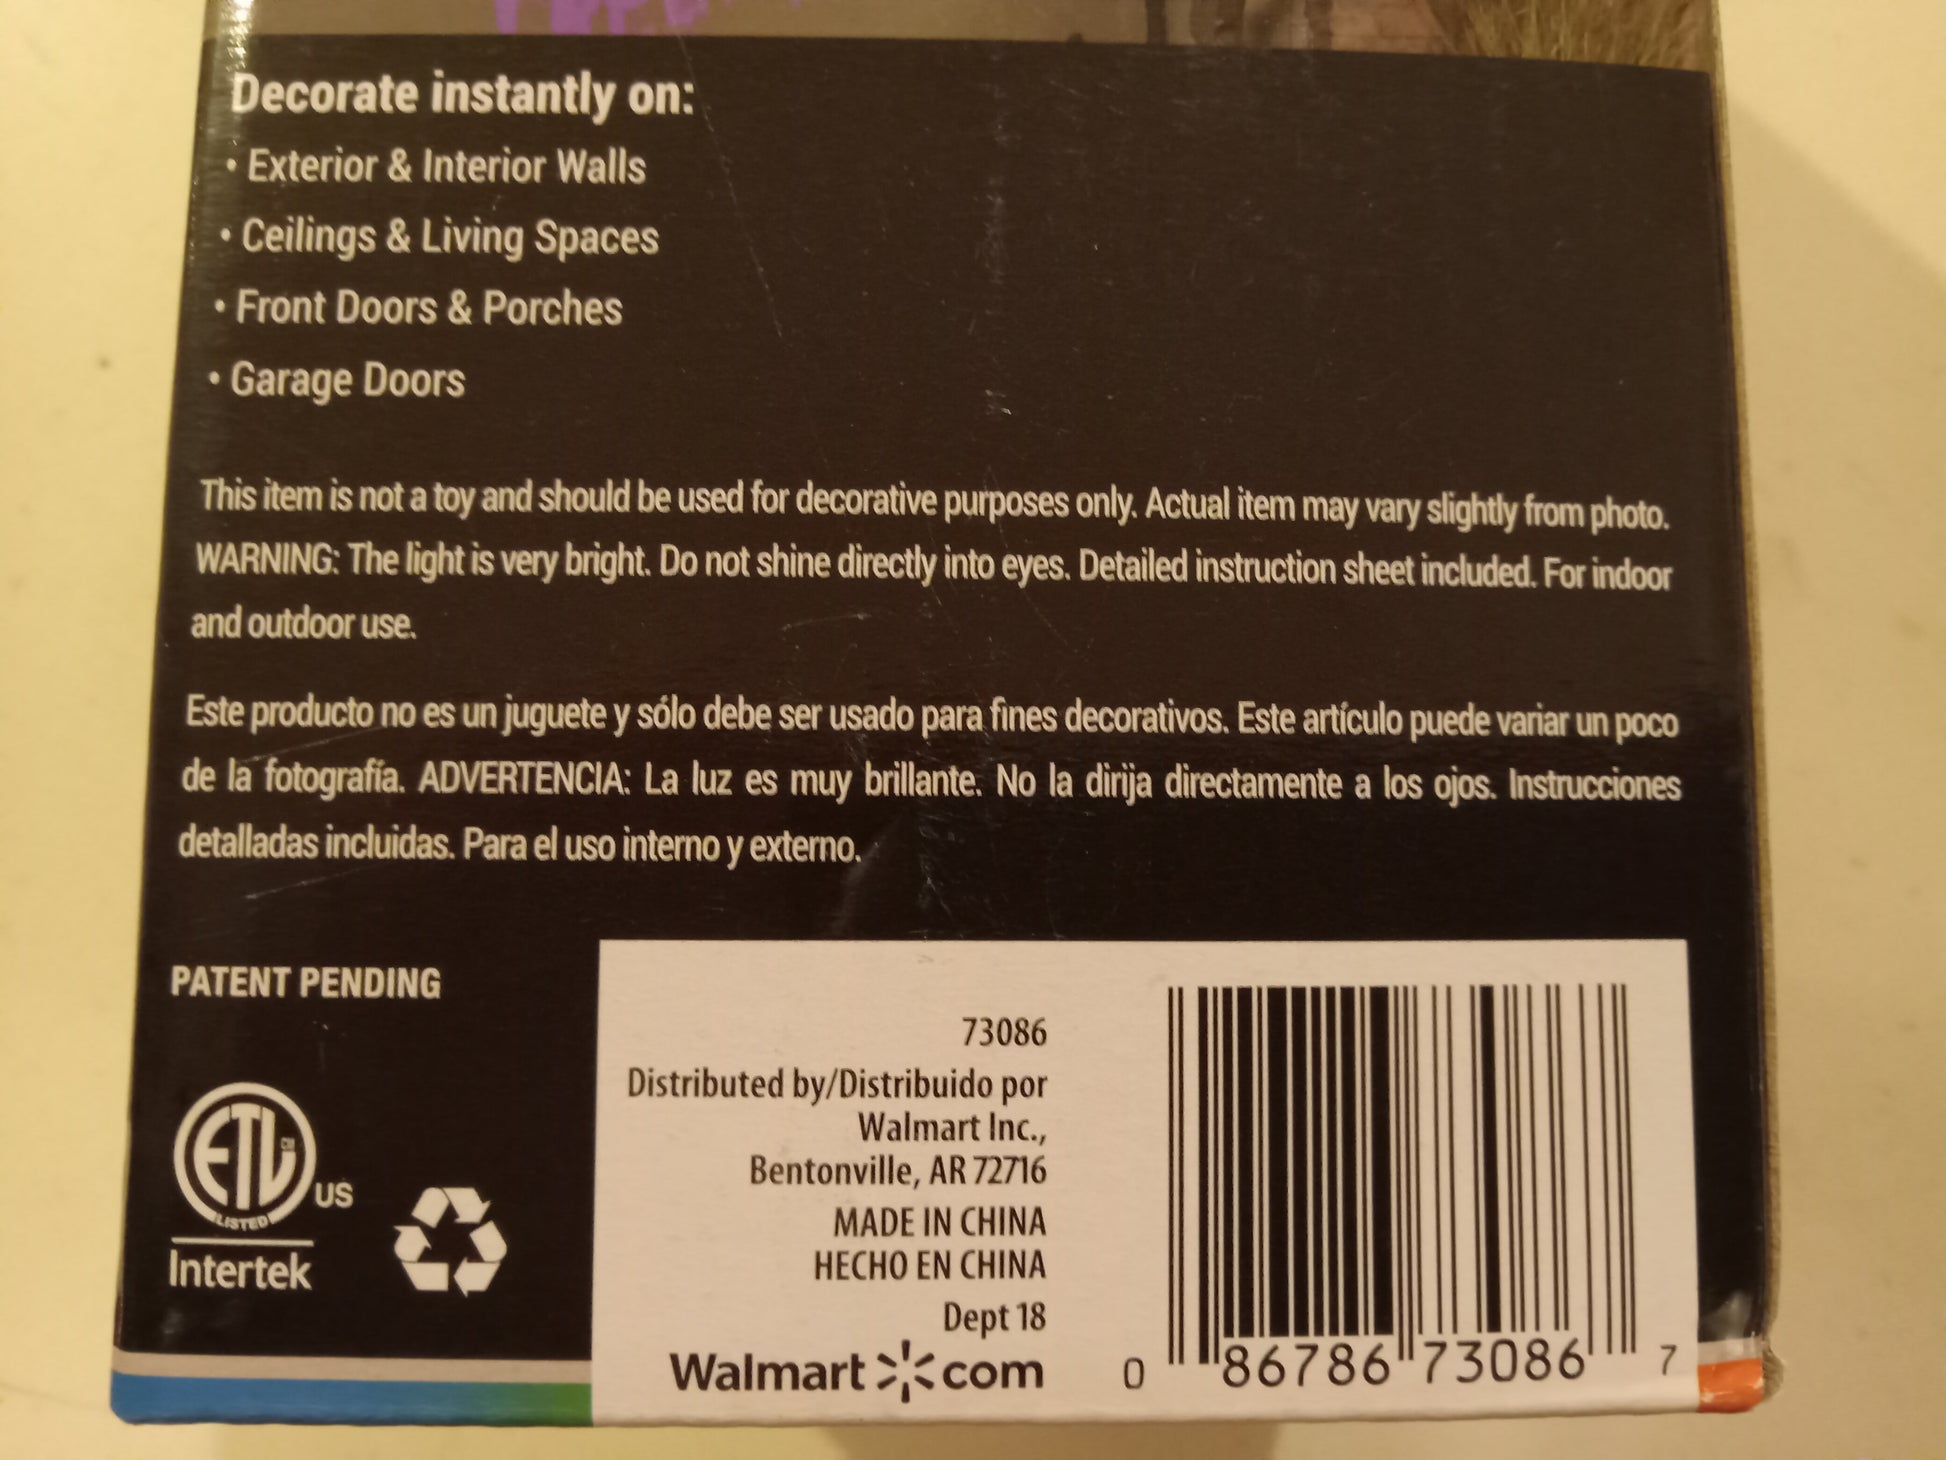 Decorate instantly on:
• Exterior & Interior Walls
• Ceilings & Living Spaces
• Front Doors & Porches
• Garage Doors
This item is not a toy and should be used for decorative purposes only. Actual item may vary slightly from photo.
WARNING: The light is very bright. Do not shine directly into eyes. Detailed instruction sheet included. For indoor
and outdoor use.
Este producto no es un juguete y sólo debe ser usado para fines decorativos. Este artículo puede variar un poco
de la fotografía. ADVERTENCIA: La luz es muy brillante. No la dirija directamente a los ojos. Instrucciones
detalladas incluidas. Para el uso interno y externo.
PATENT PENDING
ETL CM
LISTED
US
Intertek
73086
Distributed by/Distribuido por
Walmart Inc.,
Bentonville, AR 72716
MADE IN CHINA
HECHO EN CHINA
Dept 18
Walmart com
0 86786 73086 7